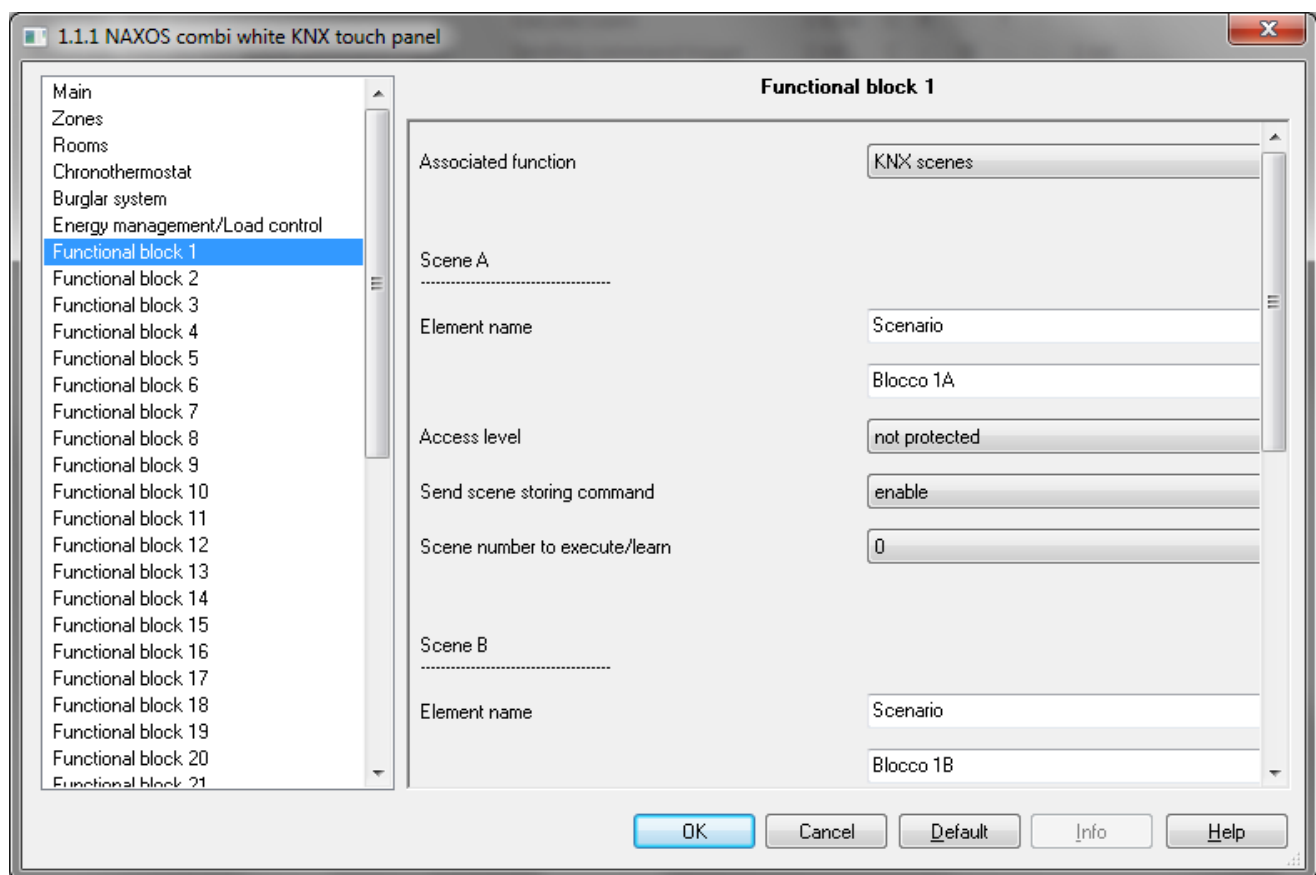 1.1.1 NAXOS combi white KNX touch panel
Main
Zones
Rooms
Chronothermostat
Burglar system
Energy management/Load control
Functional block 1
Functional block 2
Functional block 3
Functional block 4
Functional block 5
Functional block 6
Functional block 7
Functional block 8
Functional block 9
Functional block 10
Functional block 11
Functional block 12
Functional block 13
Functional block 14
Functional block 15
Functional block 16
Functional block 17
Functional block 18
Functional block 19
Functional block 20
Functional block 21
Functional block 1
Associated function KNX scenes
Scene A
--------------------------------------
Element name Scenario
Blocco 1A
Access level not protected
Send scene storing command enable
Scene number to execute/learn 0
Scene B
--------------------------------------
Element name Scenario
Blocco 1B
OK Cancel Default Info Help